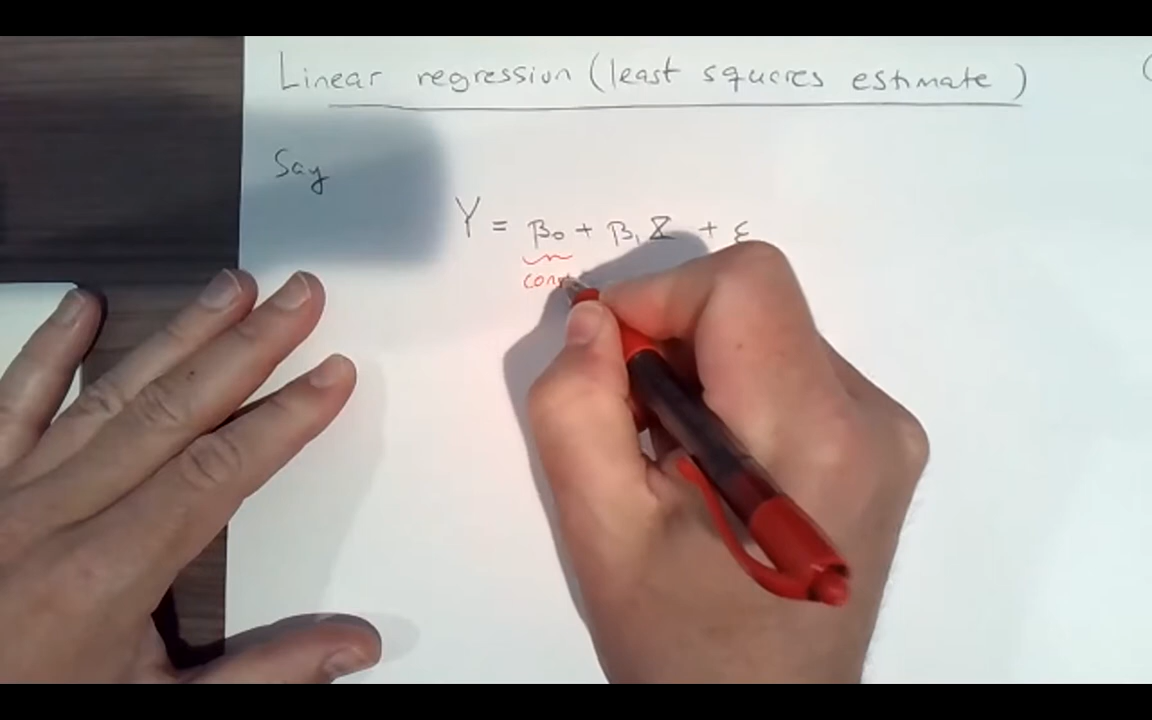 Linear regression (least squares estimate)
Say
Y = β₀ + β₁ X + ε